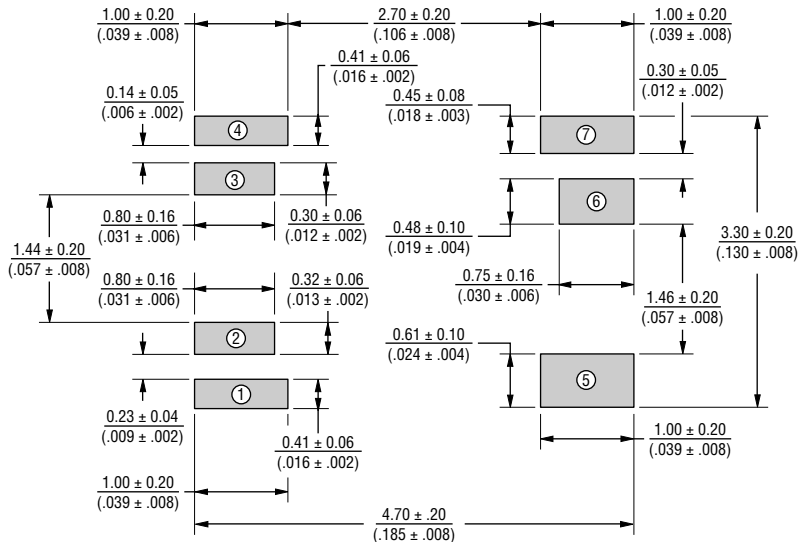 1.00 ± 0.20
(.039 ± .008)
2.70 ± 0.20
(.106 ± .008)
1.00 ± 0.20
(.039 ± .008)
0.41 ± 0.06
(.016 ± .002)
0.30 ± 0.05
(.012 ± .002)
0.14 ± 0.05
(.006 ± .002)
0.45 ± 0.08
(.018 ± .003)
4
7
3
6
0.80 ± 0.16
(.031 ± .006)
0.30 ± 0.06
(.012 ± .002)
0.48 ± 0.10
(.019 ± .004)
3.30 ± 0.20
(.130 ± .008)
1.44 ± 0.20
(.057 ± .008)
0.80 ± 0.16
(.031 ± .006)
0.32 ± 0.06
(.013 ± .002)
0.75 ± 0.16
(.030 ± .006)
1.46 ± 0.20
(.057 ± .008)
2
0.61 ± 0.10
(.024 ± .004)
5
1
0.23 ± 0.04
(.009 ± .002)
0.41 ± 0.06
(.016 ± .002)
1.00 ± 0.20
(.039 ± .008)
1.00 ± 0.20
(.039 ± .008)
4.70 ± .20
(.185 ± .008)